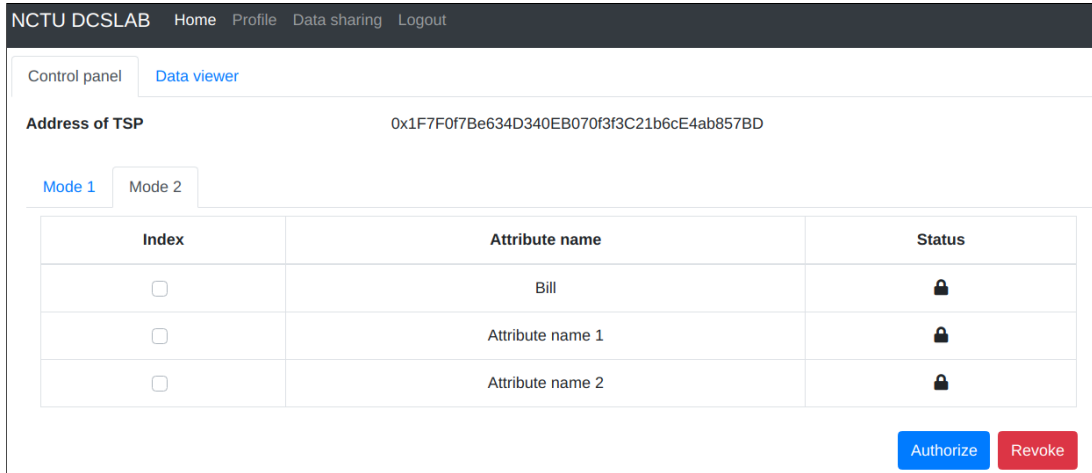 NCTU DCSLAB Home Profile Data sharing Logout
Control panel Data viewer
Address of TSP 0x1F7F0f7Be634D340EB070f3f3C21b6cE4ab857BD
Mode 1 Mode 2
Index Attribute name Status
Bill
Attribute name 1
Attribute name 2
Authorize Revoke